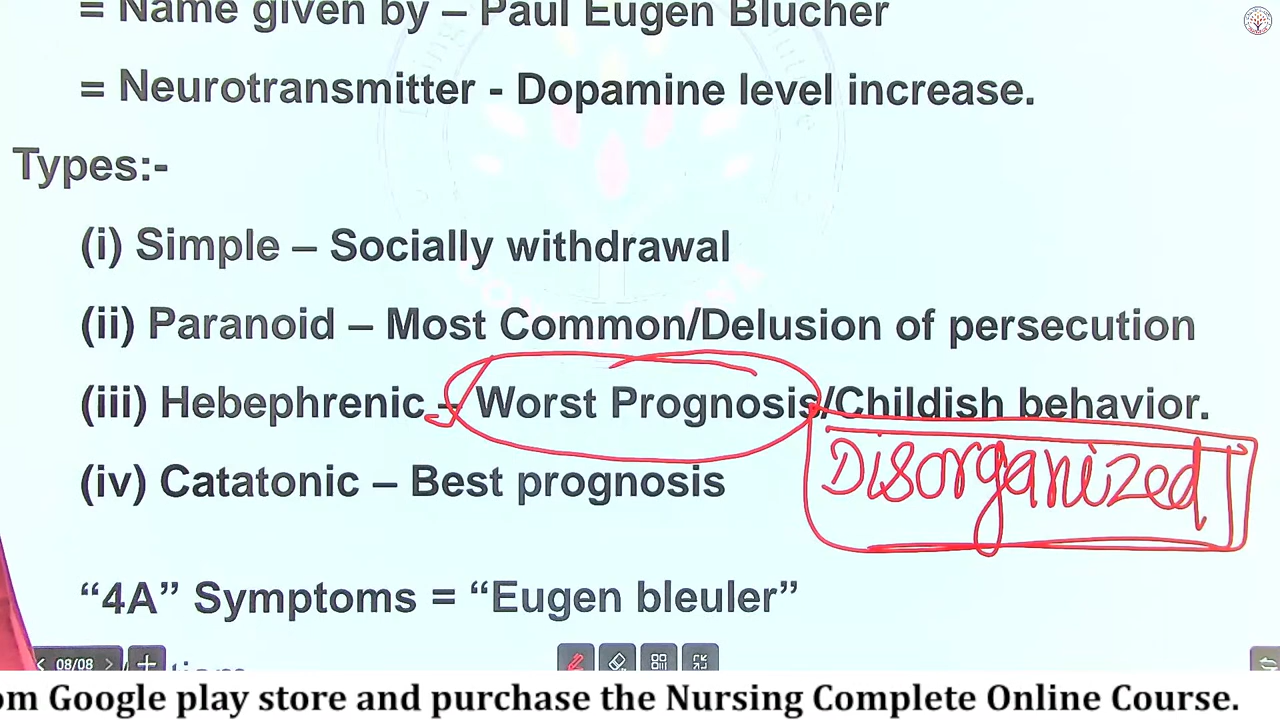 = Name given by – Paul Eugen Blucher
= Neurotransmitter - Dopamine level increase.
Types:-
(i) Simple – Socially withdrawal
(ii) Paranoid – Most Common/Delusion of persecution
(iii) Hebephrenic – Worst Prognosis/Childish behavior.
Disorganized
(iv) Catatonic – Best prognosis
“4A” Symptoms = “Eugen bleuler”
08/08
om Google play store and purchase the Nursing Complete Online Course.